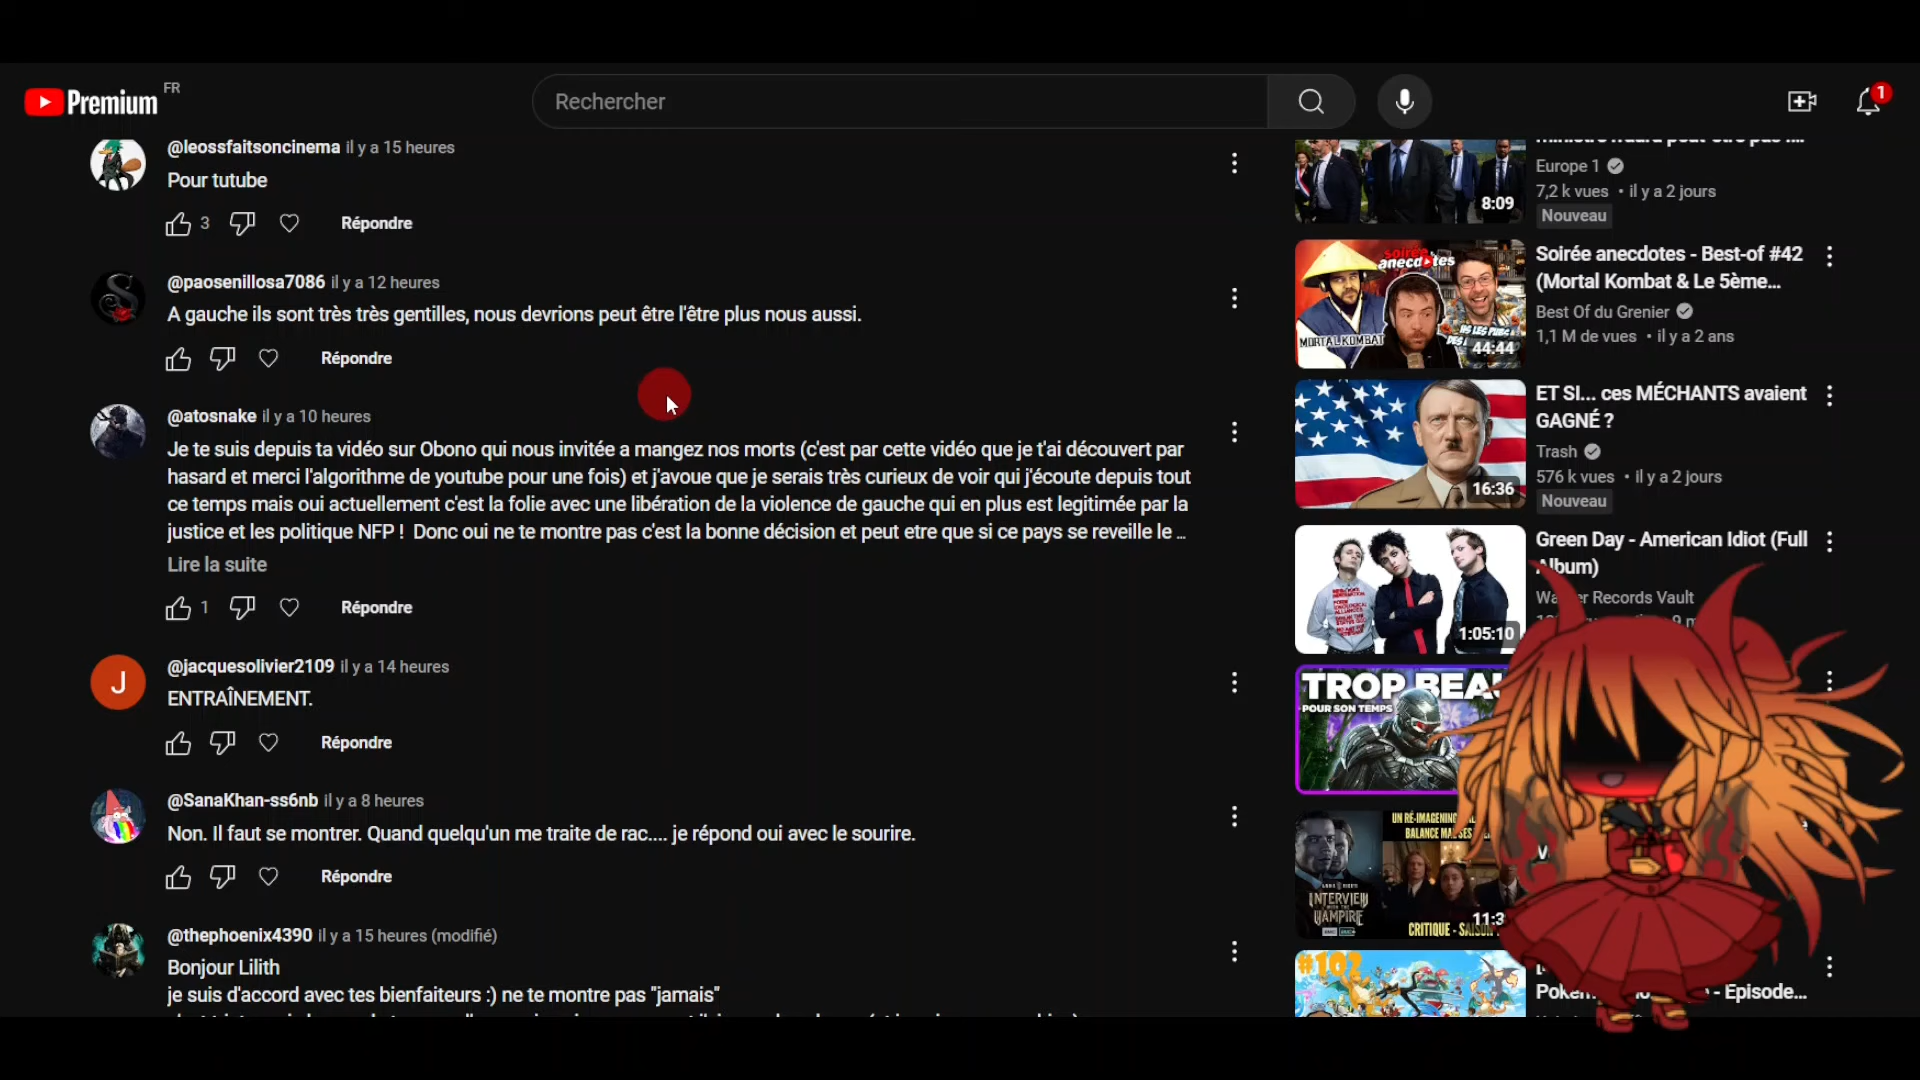 Premium FR
Rechercher
1
@leossfaitsoncinema il y a 15 heures
Pour tutube
3 Répondre
@paosenillosa7086 il y a 12 heures
A gauche ils sont très très gentilles, nous devrions peut être l'être plus nous aussi.
Répondre
@atosnake il y a 10 heures
Je te suis depuis ta vidéo sur Obono qui nous invitée a mangez nos morts (c'est par cette vidéo que je t'ai découvert par
hasard et merci l'algorithme de youtube pour une fois) et j'avoue que je serais très curieux de voir qui j'écoute depuis tout
ce temps mais oui actuellement c'est la folie avec une libération de la violence de gauche qui en plus est legitimée par la
justice et les politique NFP ! Donc oui ne te montre pas c'est la bonne décision et peut etre que si ce pays se reveille le ...
Lire la suite
1 Répondre
@jacquesolivier2109 il y a 14 heures
J
ENTRAÎNEMENT.
Répondre
@SanaKhan-ss6nb il y a 8 heures
Non. Il faut se montrer. Quand quelqu'un me traite de rac.... je répond oui avec le sourire.
Répondre
@thephoenix4390 il y a 15 heures (modifié)
Bonjour Lilith
je suis d'accord avec tes bienfaiteurs :) ne te montre pas "jamais"
8:09
Europe 1
7,2 k vues • il y a 2 jours
Nouveau
soirée
anecdotes
MORTAL KOMBAT
44:44
Soirée anecdotes - Best-of #42
(Mortal Kombat & Le 5ème...
Best Of du Grenier
1,1 M de vues • il y a 2 ans
16:36
ET SI... ces MÉCHANTS avaient
GAGNÉ ?
Trash
576 k vues • il y a 2 jours
Nouveau
1:05:10
Green Day - American Idiot (Full
Album)
Records Vault
TROP
POUR SON TEMPS
UN RÉ-IMAGENING
BALANCE
INTERVIEW
VAMPIRE
CRITIQUE -
#102
- Episode...